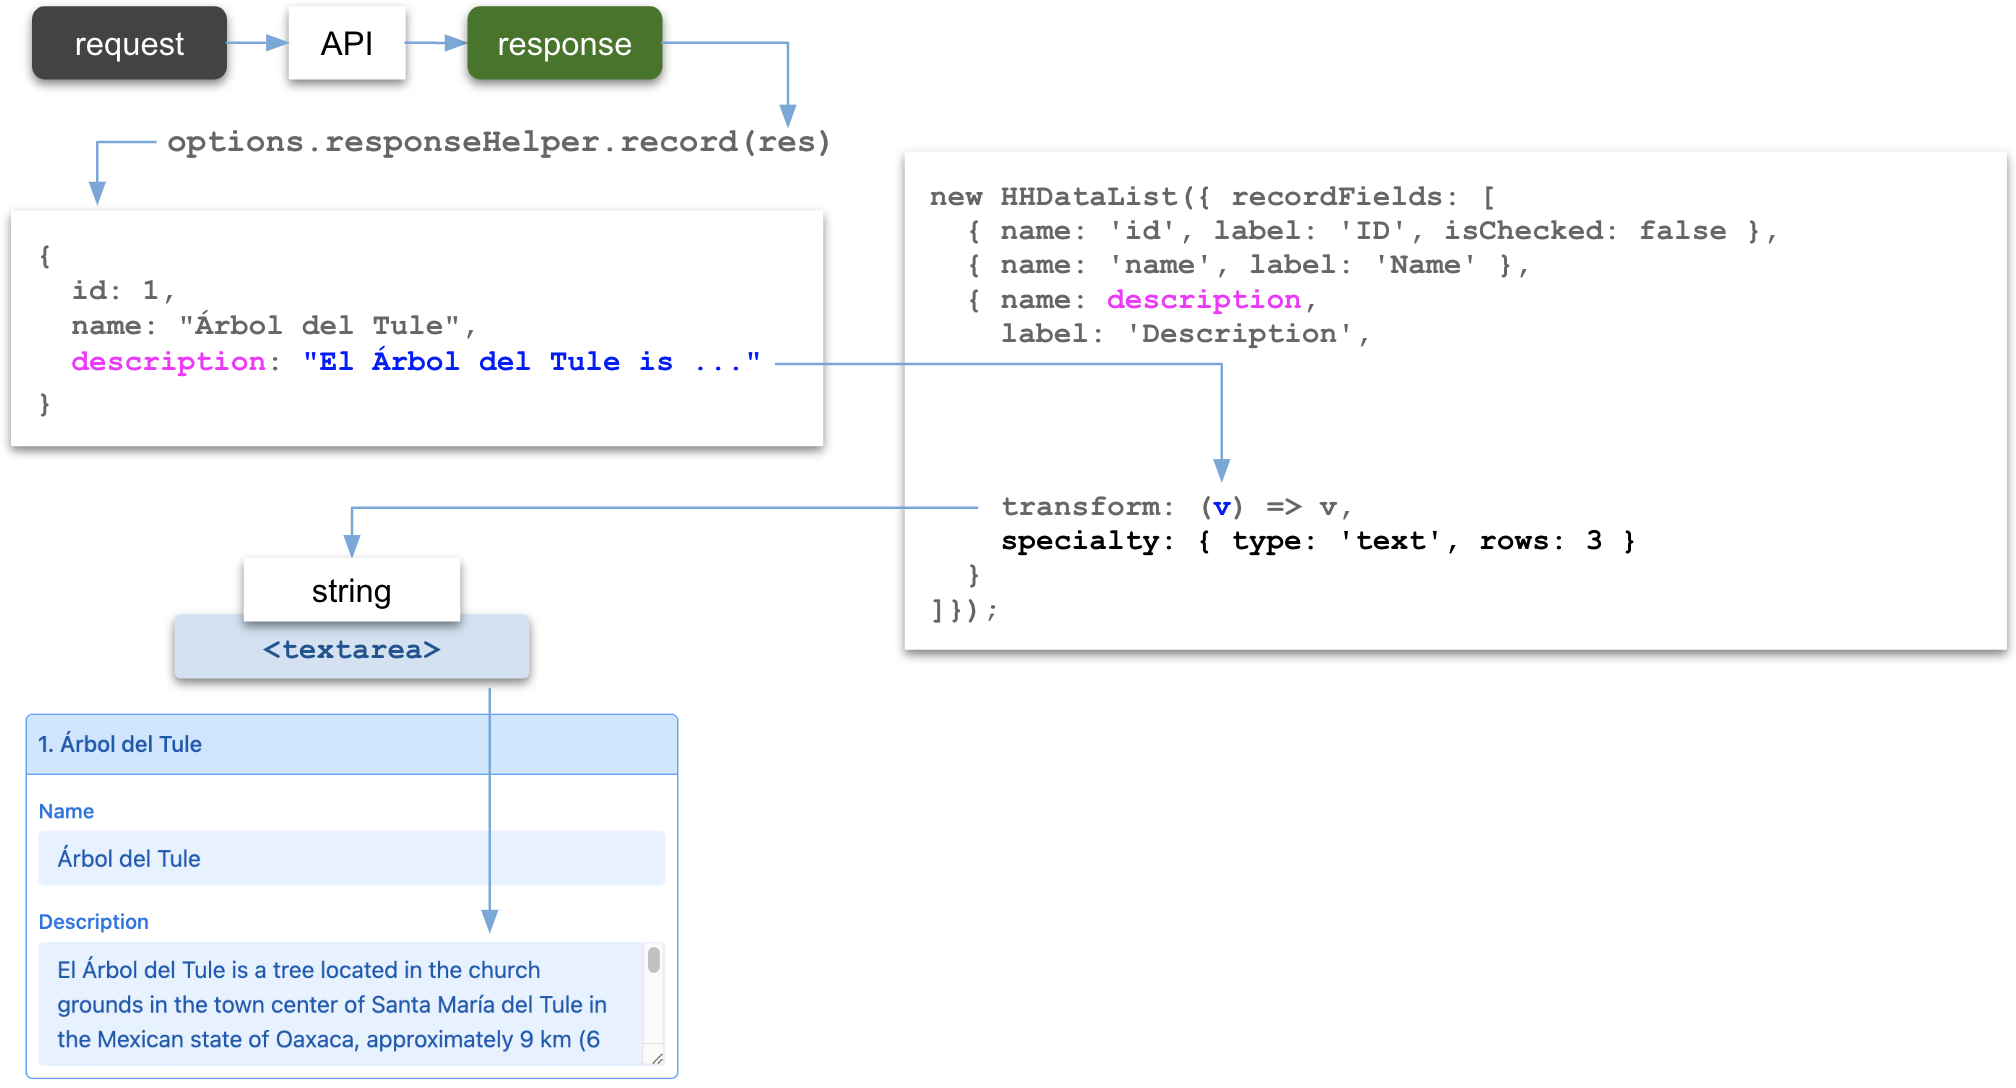 request
API
response
options.responseHelper.record(res)
{
  id: 1,
  name: "Árbol del Tule",
  description: "El Árbol del Tule is ..."
}
new HHDataList({ recordFields: [
  { name: 'id', label: 'ID', isChecked: false },
  { name: 'name', label: 'Name' },
  { name: description,
    label: 'Description',
    transform: (v) => v,
    specialty: { type: 'text', rows: 3 }
  }
]});
string
<textarea>
1. Árbol del Tule
Name
Árbol del Tule
Description
El Árbol del Tule is a tree located in the church
grounds in the town center of Santa María del Tule in
the Mexican state of Oaxaca, approximately 9 km (6